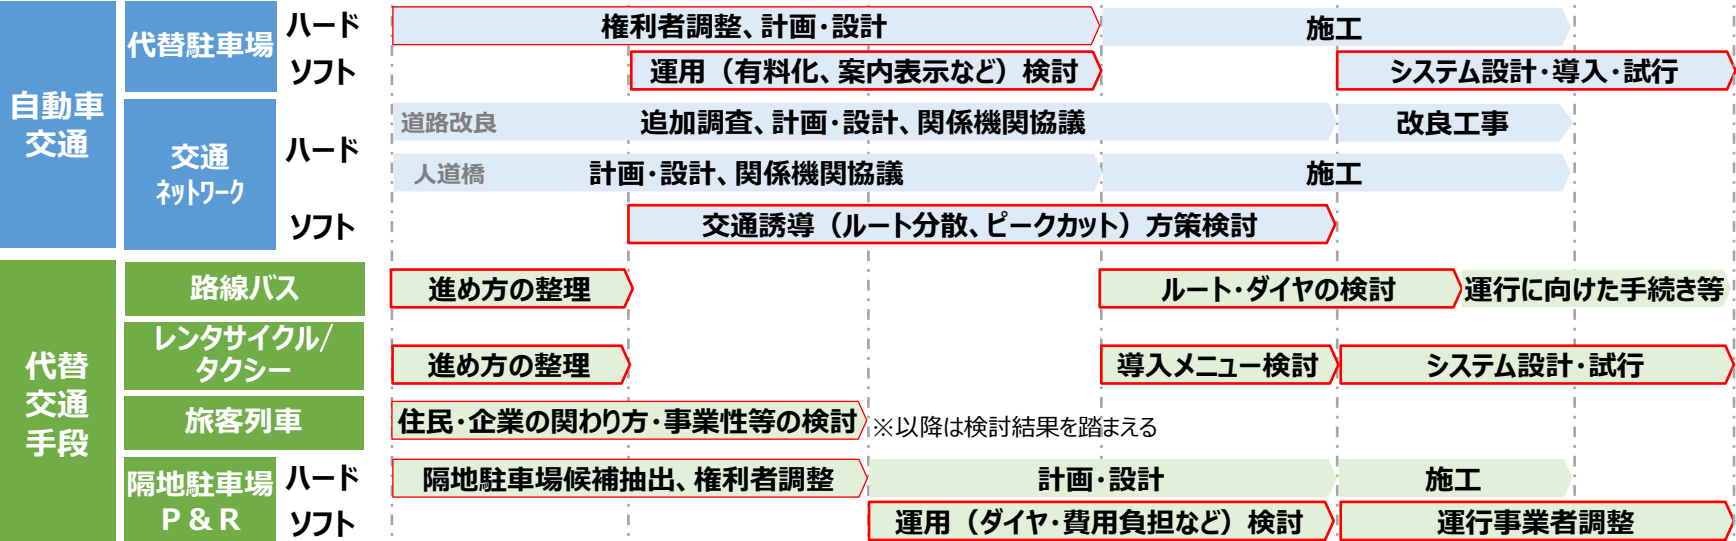 自動車
交通
代替駐車場
ハード
権利者調整、計画・設計
施工
ソフト
運用（有料化、案内表示など）検討
システム設計・導入・試行
交通
ネットワーク
ハード
道路改良
追加調査、計画・設計、関係機関協議
改良工事
人道橋
計画・設計、関係機関協議
施工
ソフト
交通誘導（ルート分散、ピークカット）方策検討
代替
交通
手段
路線バス
進め方の整理
ルート・ダイヤの検討
運行に向けた手続き等
レンタサイクル/
タクシー
進め方の整理
導入メニュー検討
システム設計・試行
旅客列車
住民・企業の関わり方・事業性等の検討
※以降は検討結果を踏まえる
隔地駐車場
Ｐ＆Ｒ
ハード
隔地駐車場候補抽出、権利者調整
計画・設計
施工
ソフト
運用（ダイヤ・費用負担など）検討
運行事業者調整